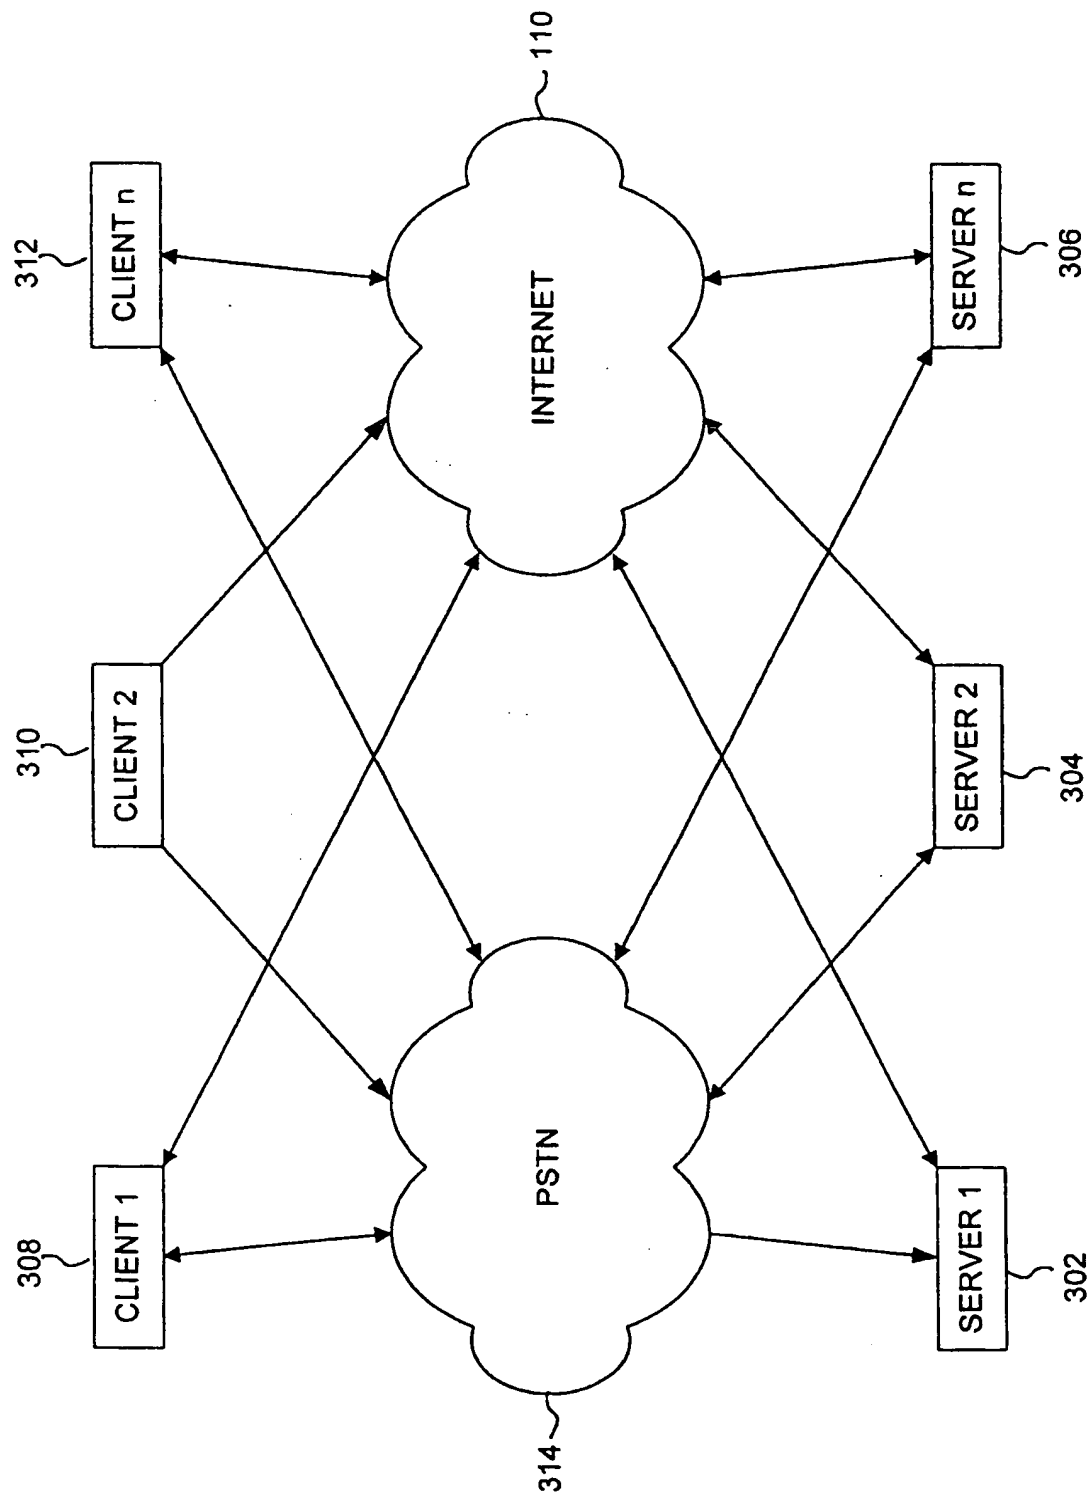 308
CLIENT 1
310
CLIENT 2
312
CLIENT n
314
PSTN
INTERNET
110
SERVER 1
302
SERVER 2
304
SERVER n
306